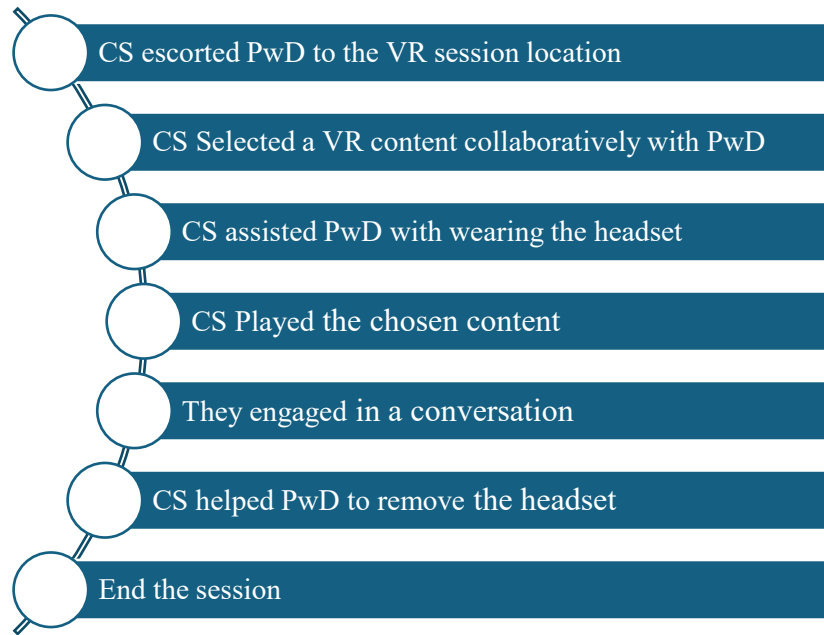 CS escorted PwD to the VR session location
CS Selected a VR content collaboratively with PwD
CS assisted PwD with wearing the headset
CS Played the chosen content
They engaged in a conversation
CS helped PwD to remove the headset
End the session